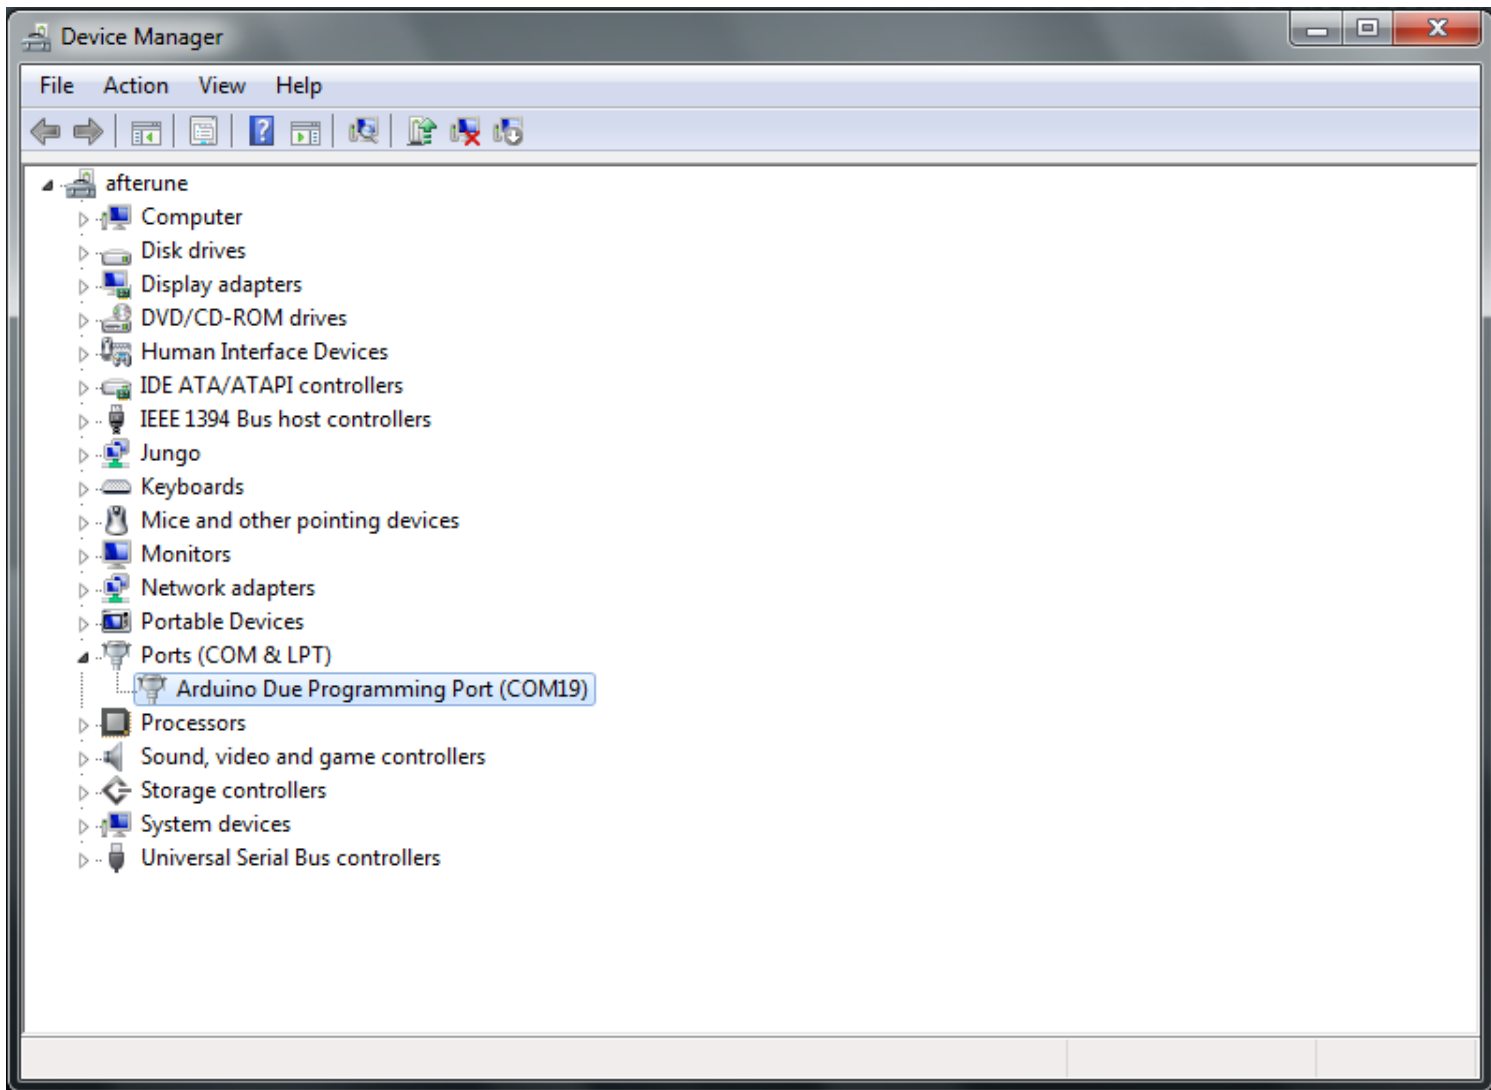 Device Manager
File Action View Help
afterune
Computer
Disk drives
Display adapters
DVD/CD-ROM drives
Human Interface Devices
IDE ATA/ATAPI controllers
IEEE 1394 Bus host controllers
Jungo
Keyboards
Mice and other pointing devices
Monitors
Network adapters
Portable Devices
Ports (COM & LPT)
Arduino Due Programming Port (COM19)
Processors
Sound, video and game controllers
Storage controllers
System devices
Universal Serial Bus controllers